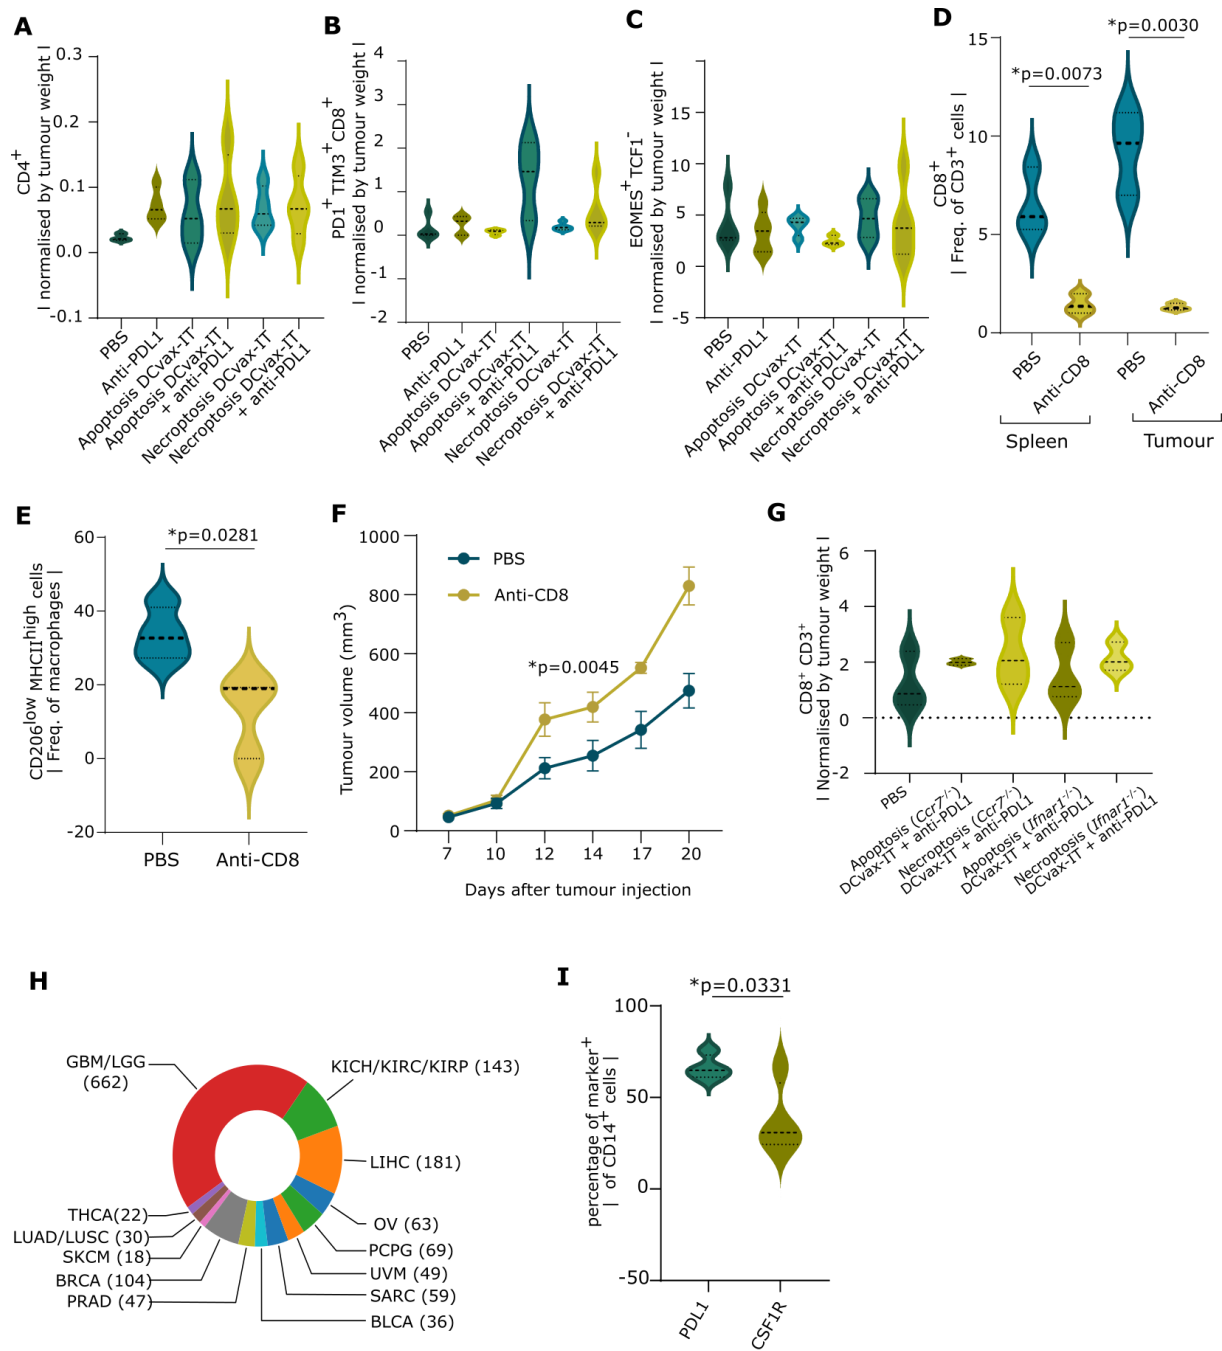 A
CD4+
| normalised by tumour weight |
0.3
0.2
0.1
0.0
-0.1
PBS
Anti-PDL1
Apoptosis DCvax-IT
Apoptosis DCvax-IT
+ anti-PDL1
Necroptosis DCvax-IT
Necroptosis DCvax-IT
+ anti-PDL1
B
PD1+TIM3+CD8+
| normalised by tumour weight |
4
3
2
1
0
-1
-2
PBS
Anti-PDL1
Apoptosis DCvax-IT
Apoptosis DCvax-IT
+ anti-PDL1
Necroptosis DCvax-IT
Necroptosis DCvax-IT
+ anti-PDL1
C
EOMES+TCF1-
| normalised by tumour weight |
15
10
5
0
-5
PBS
Anti-PDL1
Apoptosis DCvax-IT
Apoptosis DCvax-IT
+ anti-PDL1
Necroptosis DCvax-IT
Necroptosis DCvax-IT
+ anti-PDL1
D
CD8+
| Freq. of CD3+ cells |
15
10
5
0
*p=0.0073
*p=0.0030
PBS
Anti-CD8
PBS
Anti-CD8
Spleen
Tumour
E
CD206low MHCIIhigh cells
| Freq. of macrophages |
60
40
20
0
-20
*p=0.0281
PBS
Anti-CD8
F
Tumour volume (mm3)
1000
800
600
400
200
0
PBS
Anti-CD8
*p=0.0045
7
10
12
14
17
20
Days after tumour injection
G
CD8+ CD3+
| Normalised by tumour weight |
6
4
2
0
-2
PBS
Apoptosis (Ccr7-/-)
DCvax-IT + anti-PDL1
Necroptosis (Ccr7-/-)
DCvax-IT + anti-PDL1
Apoptosis (Ifnar1-/-)
DCvax-IT + anti-PDL1
Necroptosis (Ifnar1-/-)
DCvax-IT + anti-PDL1
H
GBM/LGG
(662)
KICH/KIRC/KIRP (143)
LIHC (181)
OV (63)
PCPG (69)
UVM (49)
SARC (59)
BLCA (36)
THCA(22)
LUAD/LUSC (30)
SKCM (18)
BRCA (104)
PRAD (47)
I
percentage of marker+
| of CD14+ cells |
100
50
0
-50
*p=0.0331
PDL1
CSF1R